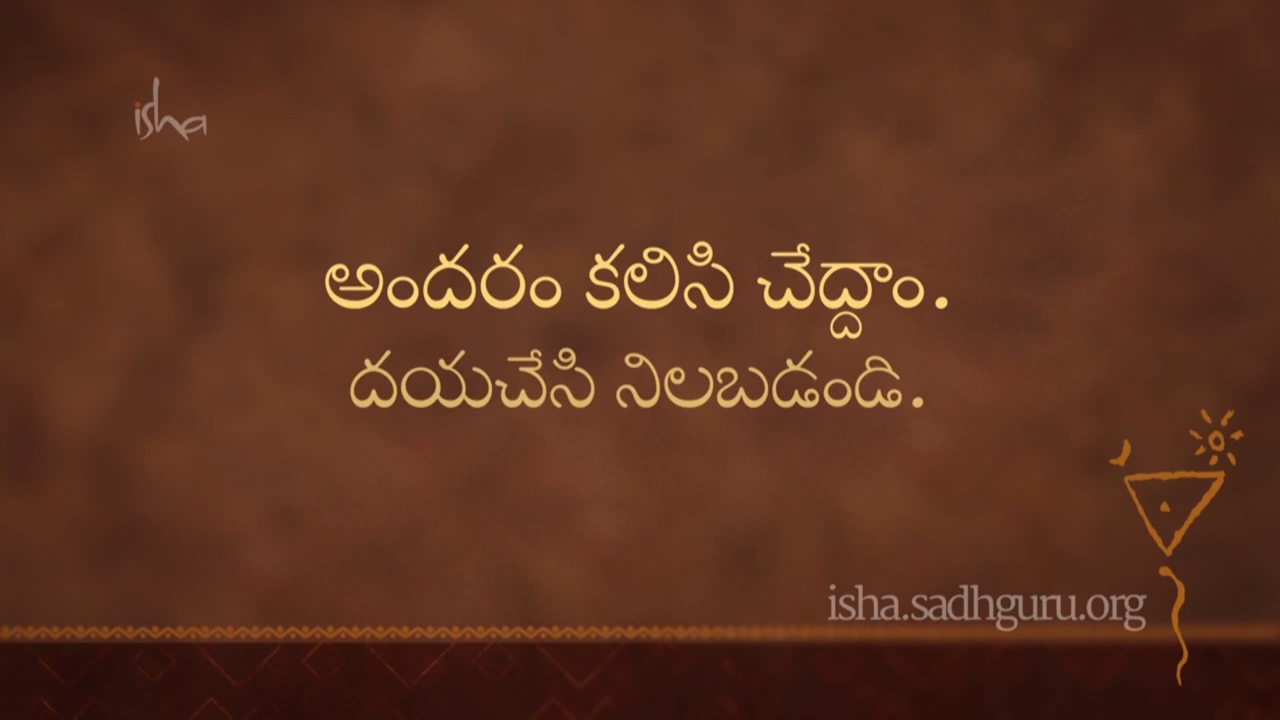 isha
అందరం కలిసి చేద్దాం.
దయచేసి నిలబడండి.
isha.sadhguru.org